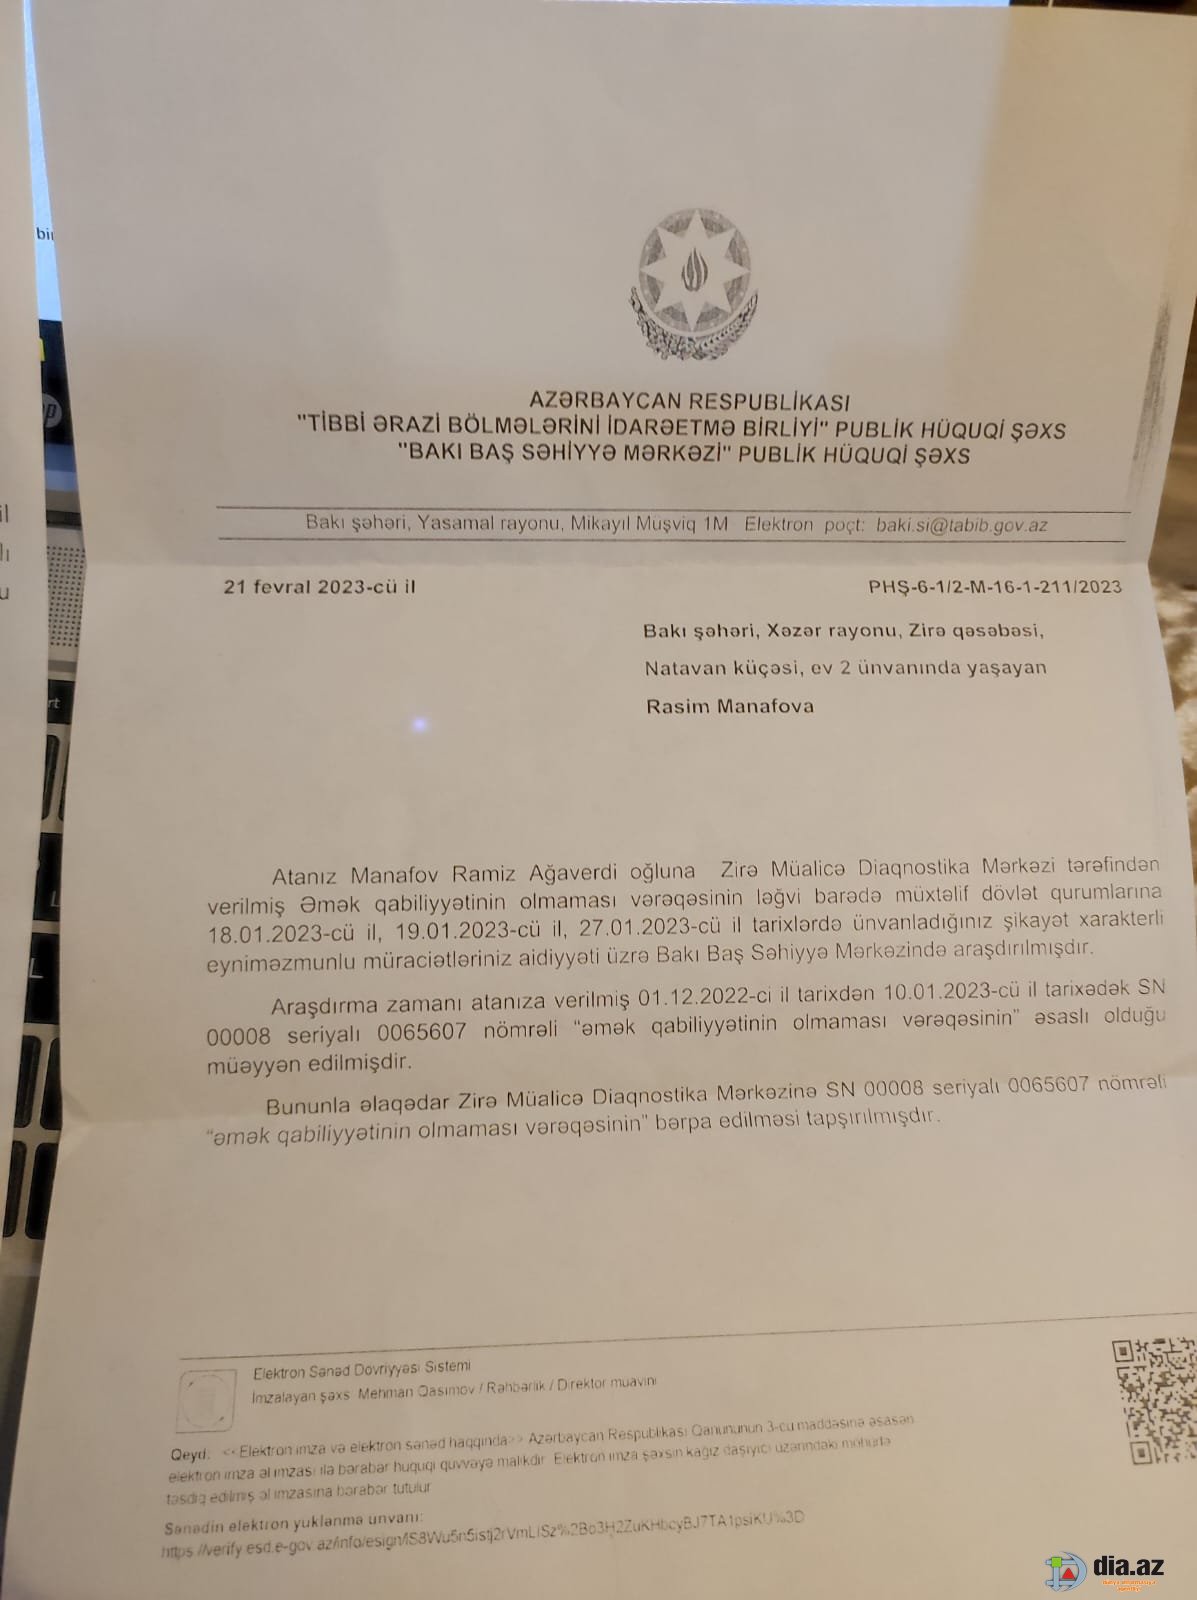 bir
AZƏRBAYCAN RESPUBLİKASI
"TİBBİ ƏRAZİ BÖLMƏLƏRİNİ İDARƏETMƏ BİRLİYİ" PUBLİK HÜQUQİ ŞƏXS
"BAKI BAŞ SƏHİYYƏ MƏRKƏZİ" PUBLİK HÜQUQİ ŞƏXS
Bakı şəhəri, Yasamal rayonu, Mikayıl Müşviq 1M Elektron poçt: baki.si@tabib.gov.az
21 fevral 2023-cü il
PHŞ-6-1/2-M-16-1-211/2023
Bakı şəhəri, Xəzər rayonu, Zirə qəsəbəsi,
Natavan küçəsi, ev 2 ünvanında yaşayan
Rasim Manafova
Atanız Manafov Ramiz Ağaverdi oğluna Zirə Müalicə Diaqnostika Mərkəzi tərəfindən
verilmiş Əmək qabiliyyətinin olmaması vərəqəsinin ləğvi barədə müxtəlif dövlət qurumlarına
18.01.2023-cü il, 19.01.2023-cü il, 27.01.2023-cü il tarixlərdə ünvanladığınız şikayət xarakterli
eyniməzmunlu müraciətləriniz aidiyyəti üzrə Bakı Baş Səhiyyə Mərkəzində araşdırılmışdır.
Araşdırma zamanı atanıza verilmiş 01.12.2022-ci il tarixdən 10.01.2023-cü il tarixədək SN
00008 seriyalı 0065607 nömrəli “əmək qabiliyyətinin olmaması vərəqəsinin” əsaslı olduğu
müəyyən edilmişdir.
Bununla əlaqədar Zirə Müalicə Diaqnostika Mərkəzinə SN 00008 seriyalı 0065607 nömrəli
“əmək qabiliyyətinin olmaması vərəqəsinin” bərpa edilməsi tapşırılmışdır.
Elektron Sənəd Dövriyyəsi Sistemi
İmzalayan şəxs Mehman Qasımov / Rəhbərlik / Direktor müavini
Qeyd: <<Elektron imza və elektron sənəd haqqında>> Azərbaycan Respublikası Qanununun 3-cü maddəsinə əsasən
elektron imza əl imzası ilə bərabər hüquqi qüvvəyə malikdir. Elektron imza şəxsin kağız daşıyıcı üzərindəki möhürlə
təsdiq edilmiş əl imzasına bərabər tutulur
Sənədin elektron yüklənmə ünvanı:
dia.az